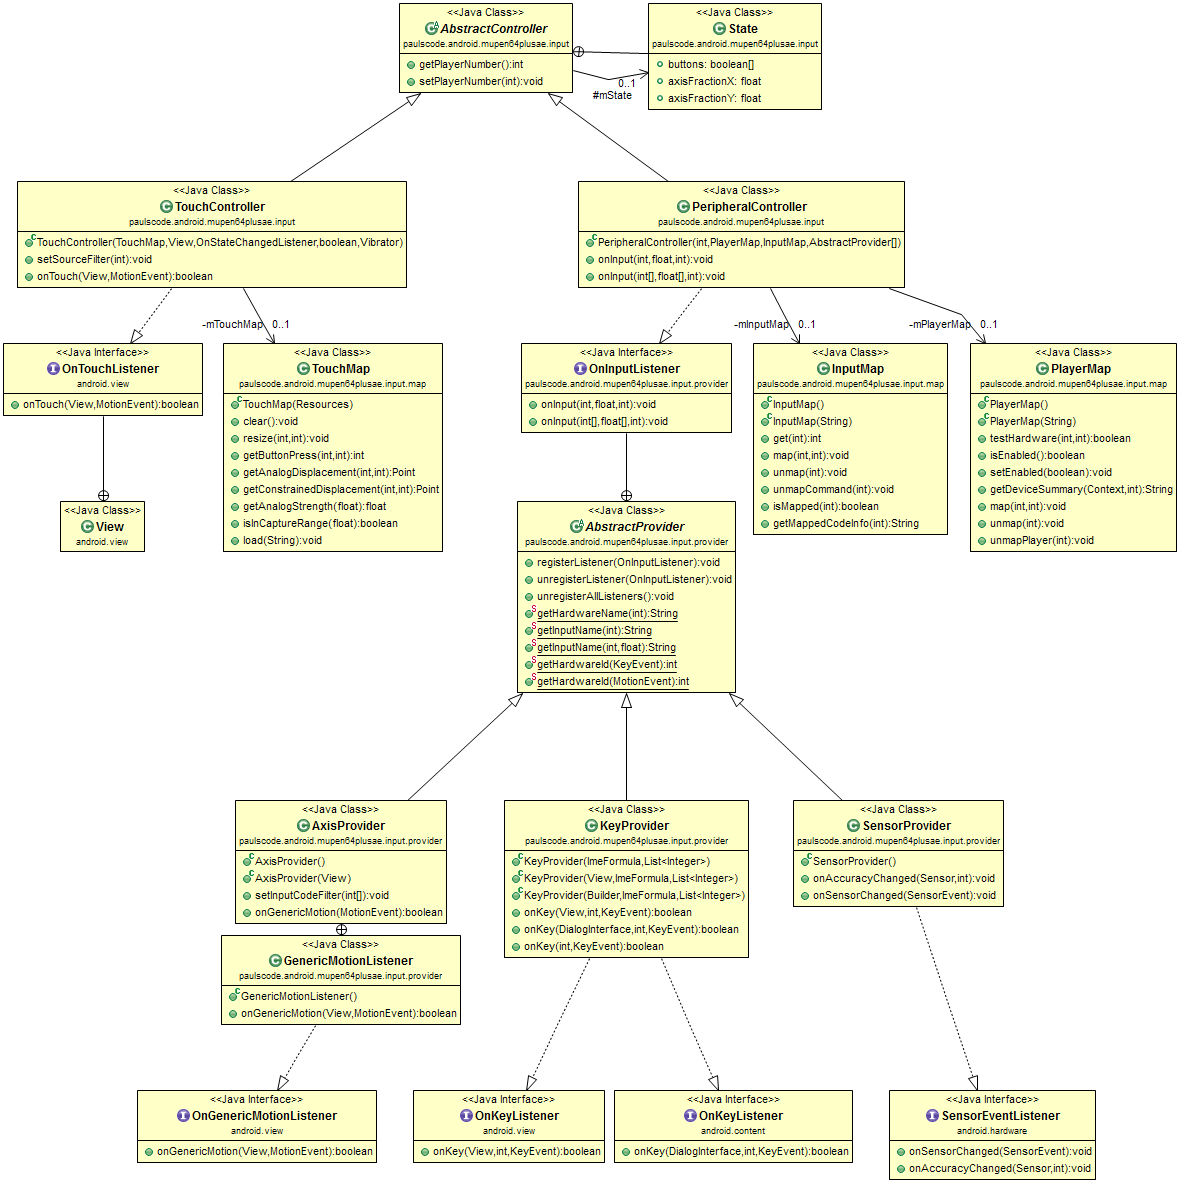 <<Java Class>>
AbstractController
paulscode.android.mupen64plusae.input
getPlayerNumber():int
setPlayerNumber(int):void
<<Java Class>>
State
paulscode.android.mupen64plusae.input
buttons: boolean[]
axisFractionX: float
axisFractionY: float
0..1
#mState
<<Java Class>>
TouchController
paulscode.android.mupen64plusae.input
TouchController(TouchMap,View,OnStateChangedListener,boolean,Vibrator)
setSourceFilter(int):void
onTouch(View,MotionEvent):boolean
<<Java Class>>
PeripheralController
paulscode.android.mupen64plusae.input
PeripheralController(int,PlayerMap,InputMap,AbstractProvider[])
onInput(int,float,int):void
onInput(int[],float[],int):void
-mTouchMap 0..1
-mInputMap 0..1
-mPlayerMap 0..1
<<Java Interface>>
OnTouchListener
android.view
onTouch(View,MotionEvent):boolean
<<Java Class>>
TouchMap
paulscode.android.mupen64plusae.input.map
TouchMap(Resources)
clear():void
resize(int,int):void
getButtonPress(int,int):int
getAnalogDisplacement(int,int):Point
getConstrainedDisplacement(int,int):Point
getAnalogStrength(float):float
isInCaptureRange(float):boolean
load(String):void
<<Java Interface>>
OnInputListener
paulscode.android.mupen64plusae.input.provider
onInput(int,float,int):void
onInput(int[],float[],int):void
<<Java Class>>
InputMap
paulscode.android.mupen64plusae.input.map
InputMap()
InputMap(String)
get(int):int
map(int,int):void
unmap(int):void
unmapCommand(int):void
isMapped(int):boolean
getMappedCodeInfo(int):String
<<Java Class>>
PlayerMap
paulscode.android.mupen64plusae.input.map
PlayerMap()
PlayerMap(String)
testHardware(int,int):boolean
isEnabled():boolean
setEnabled(boolean):void
getDeviceSummary(Context,int):String
map(int,int):void
unmap(int):void
unmapPlayer(int):void
<<Java Class>>
View
android.view
<<Java Class>>
AbstractProvider
paulscode.android.mupen64plusae.input.provider
registerListener(OnInputListener):void
unregisterListener(OnInputListener):void
unregisterAllListeners():void
getHardwareName(int):String
getInputName(int):String
getInputName(int,float):String
getHardwareId(KeyEvent):int
getHardwareId(MotionEvent):int
<<Java Class>>
AxisProvider
paulscode.android.mupen64plusae.input.provider
AxisProvider()
AxisProvider(View)
setInputCodeFilter(int[]):void
onGenericMotion(MotionEvent):boolean
<<Java Class>>
KeyProvider
paulscode.android.mupen64plusae.input.provider
KeyProvider(ImeFormula,List<Integer>)
KeyProvider(View,ImeFormula,List<Integer>)
KeyProvider(Builder,ImeFormula,List<Integer>)
onKey(View,int,KeyEvent):boolean
onKey(DialogInterface,int,KeyEvent):boolean
onKey(int,KeyEvent):boolean
<<Java Class>>
SensorProvider
paulscode.android.mupen64plusae.input.provider
SensorProvider()
onAccuracyChanged(Sensor,int):void
onSensorChanged(SensorEvent):void
<<Java Class>>
GenericMotionListener
paulscode.android.mupen64plusae.input.provider
GenericMotionListener()
onGenericMotion(View,MotionEvent):boolean
<<Java Interface>>
OnGenericMotionListener
android.view
onGenericMotion(View,MotionEvent):boolean
<<Java Interface>>
OnKeyListener
android.view
onKey(View,int,KeyEvent):boolean
<<Java Interface>>
OnKeyListener
android.content
onKey(DialogInterface,int,KeyEvent):boolean
<<Java Interface>>
SensorEventListener
android.hardware
onSensorChanged(SensorEvent):void
onAccuracyChanged(Sensor,int):void